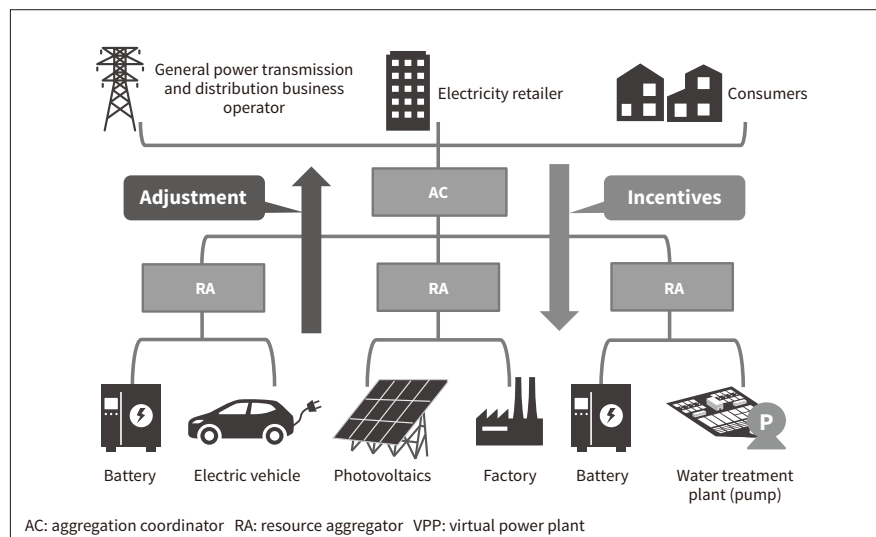 General power transmission
and distribution business
operator
Electricity retailer
Consumers
Adjustment
AC
Incentives
RA
RA
RA
P
Battery
Electric vehicle
Photovoltaics
Factory
Battery
Water treatment
plant (pump)
AC: aggregation coordinator RA: resource aggregator VPP: virtual power plant